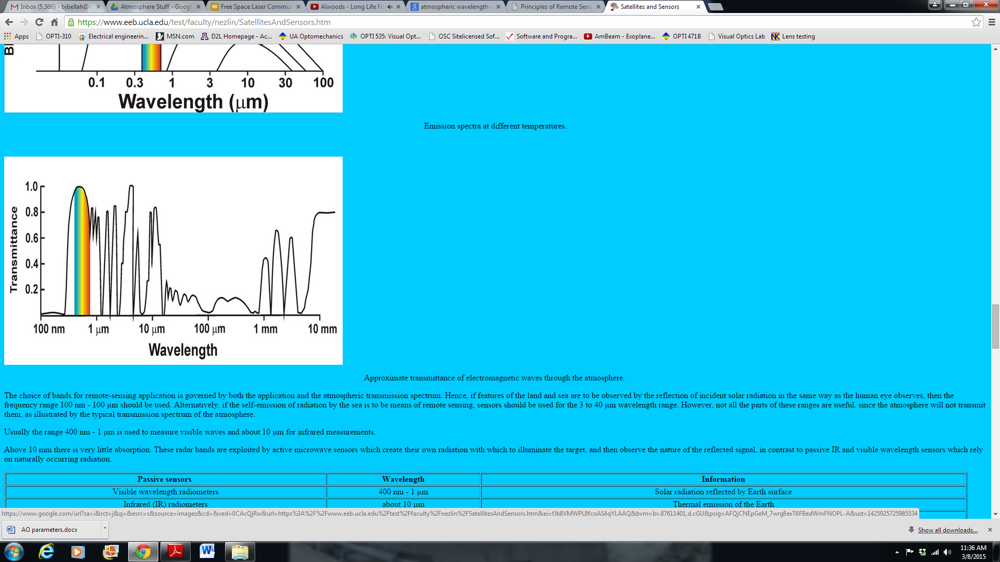 Inbox (5,386) - bjbellah@e
Atmosphere Stuff - Googl
Free Space Laser Commu
Alwoods - Long Life Fo
atmospheric wavelength a
Principles of Remote Sens
Satellites and Sensors
https://www.eeb.ucla.edu/test/faculty/nezlin/SatellitesAndSensors.htm
Apps
OPTI-310
Electrical engineerin...
MSN.com
D2L Homepage - Ac...
UA Optomechanics
OPTI 535: Visual Opt...
OSC Sitelicensed Sof...
Software and Progra...
AmBeam - Exoplane...
OPTI 471B
Visual Optics Lab
NK Lens testing
0.1 0.3 1 3 10 30 100
Wavelength (μm)
Emission spectra at different temperatures.
1.0
0.8
0.6
0.4
0.2
Transmittance
100 nm 1 μm 10 μm 100 μm 1 mm 10 mm
Wavelength
Approximate transmittance of electromagnetic waves through the atmosphere.
The choice of bands for remote-sensing application is governed by both the application and the atmospheric transmission spectrum. Hence, if features of the land and sea are to be observed by the reflection of incident solar radiation in the same way as the human eye observes, then the
frequency range 100 nm - 100 μm should be used. Alternatively, if the self-emission of radiation by the sea is to be means of remote sensing, sensors should be used for the 3 to 40 μm wavelength range. However, not all the parts of these ranges are useful, since the atmosphere will not transmit
them, as illustrated by the typical transmission spectrum of the atmosphere.
Usually the range 400 nm - 1 μm is used to measure visible waves and about 10 μm for infrared measurements.
Above 10 mm there is very little absorption. These radar bands are exploited by active microwave sensors which create their own radiation with which to illuminate the target, and then observe the nature of the reflected signal, in contrast to passive IR and visible wavelength sensors which rely
on naturally occurring radiation.
Passive sensors Wavelength Information
Visible wavelength radiometers 400 nm - 1 μm Solar radiation reflected by Earth surface
Infrared (IR) radiometers about 10 μm Thermal emission of the Earth
https://www.google.com/url?sa=i&rct=j&q=&esrc=s&source=images&cd=&ved=0CAcQjRw&url=https%3A%2F%2Fwww.eeb.ucla.edu%2Ftest%2Ffaculty%2Fnezlin%2FSatellitesAndSensors.htm&ei=fJb8VMWPL8fcoAS4qYLAAQ&bvm=bv.87611401,d.cGU&psig=AFQjCNEpGeM_7wrg8exT6FBedWmFNOPL-A&ust=1425925725985534
AO parameters.docx
Show all downloads...
11:36 AM
3/8/2015